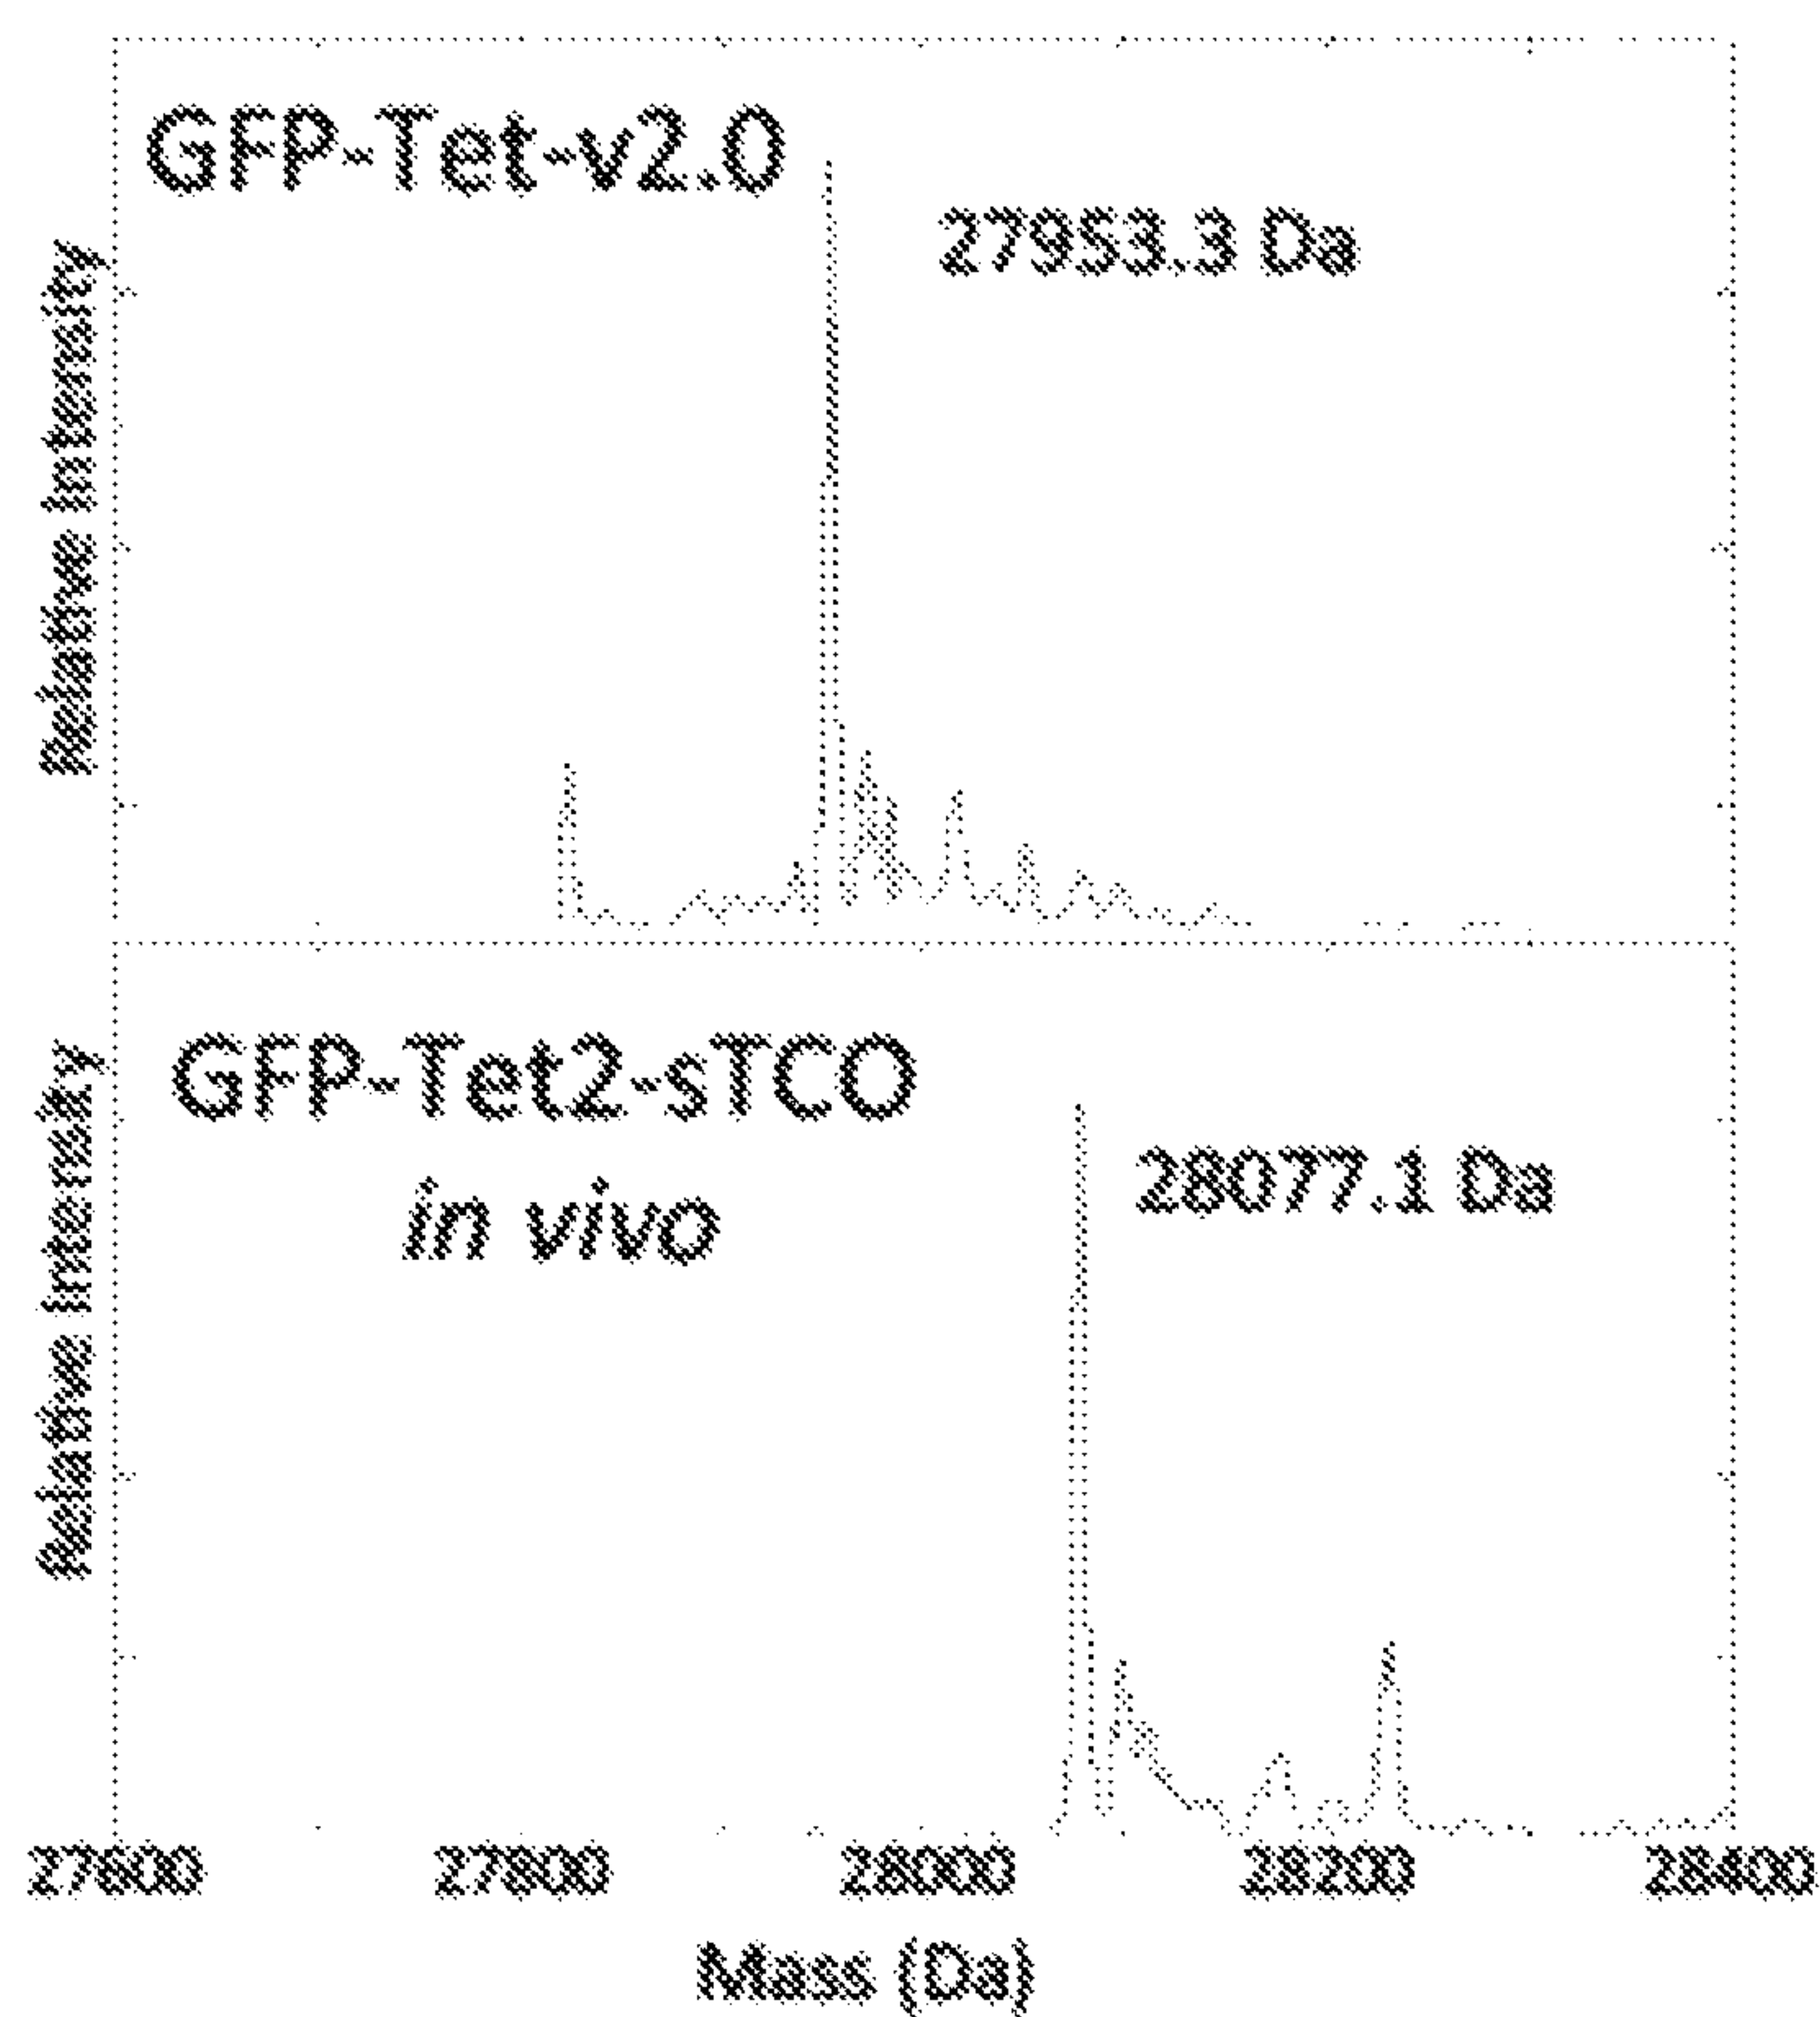 GFP-Tet-v2.0
27953.3 Da
relative intensity
GFP-Tet2-sTCO
in vivo
28077.1 Da
relative intensity
27600 27800 28000 28200 28400
Mass (Da)